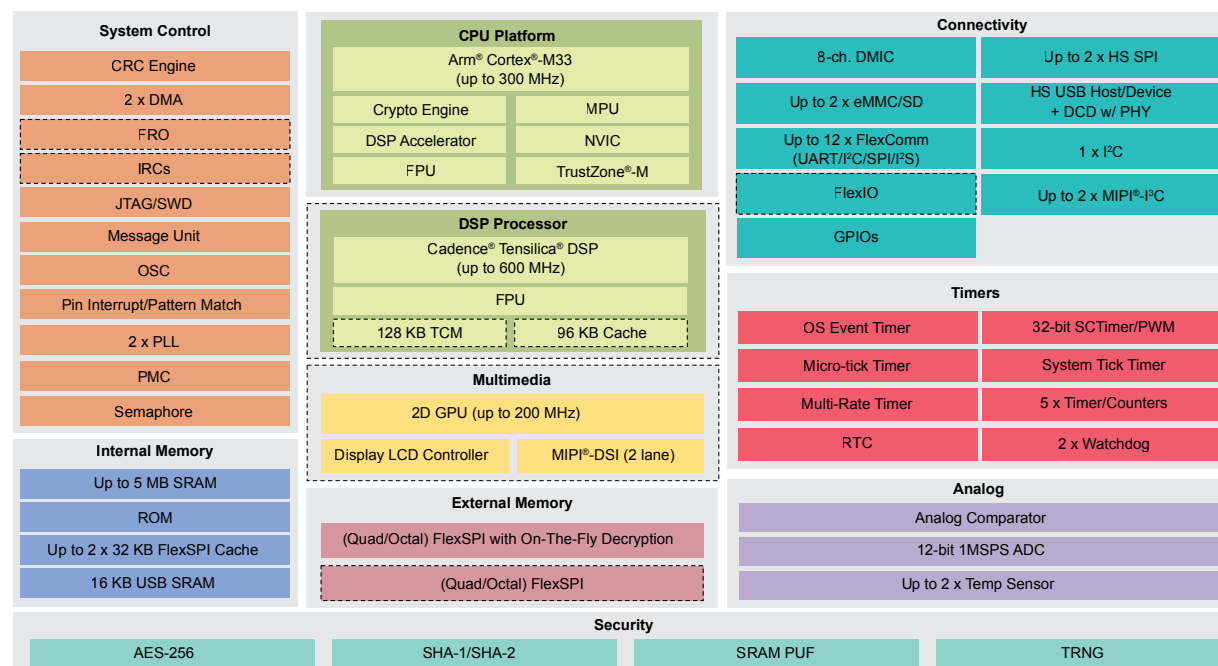 System Control
CRC Engine
2 x DMA
FRO
IRCs
JTAG/SWD
Message Unit
OSC
Pin Interrupt/Pattern Match
2 x PLL
PMC
Semaphore
Internal Memory
Up to 5 MB SRAM
ROM
Up to 2 x 32 KB FlexSPI Cache
16 KB USB SRAM
CPU Platform
Arm® Cortex®-M33
(up to 300 MHz)
Crypto Engine
MPU
DSP Accelerator
NVIC
FPU
TrustZone®-M
DSP Processor
Cadence® Tensilica® DSP
(up to 600 MHz)
FPU
128 KB TCM
96 KB Cache
Multimedia
2D GPU (up to 200 MHz)
Display LCD Controller
MIPI®-DSI (2 lane)
External Memory
(Quad/Octal) FlexSPI with On-The-Fly Decryption
(Quad/Octal) FlexSPI
Connectivity
8-ch. DMIC
Up to 2 x HS SPI
Up to 2 x eMMC/SD
HS USB Host/Device
+ DCD w/ PHY
Up to 12 x FlexComm
(UART/I²C/SPI/I²S)
1 x I²C
FlexIO
Up to 2 x MIPI®-I³C
GPIOs
Timers
OS Event Timer
32-bit SCTimer/PWM
Micro-tick Timer
System Tick Timer
Multi-Rate Timer
5 x Timer/Counters
RTC
2 x Watchdog
Analog
Analog Comparator
12-bit 1MSPS ADC
Up to 2 x Temp Sensor
Security
AES-256
SHA-1/SHA-2
SRAM PUF
TRNG